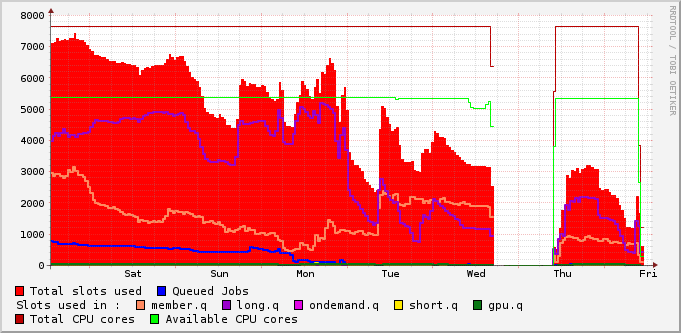 8000
7000
6000
5000
4000
3000
2000
1000
0
Sat Sun Mon Tue Wed Thu Fri
RRDTOOL / TOBI OETIKER
Total slots used Queued Jobs
Slots used in : member.q long.q ondemand.q short.q gpu.q
Total CPU cores Available CPU cores